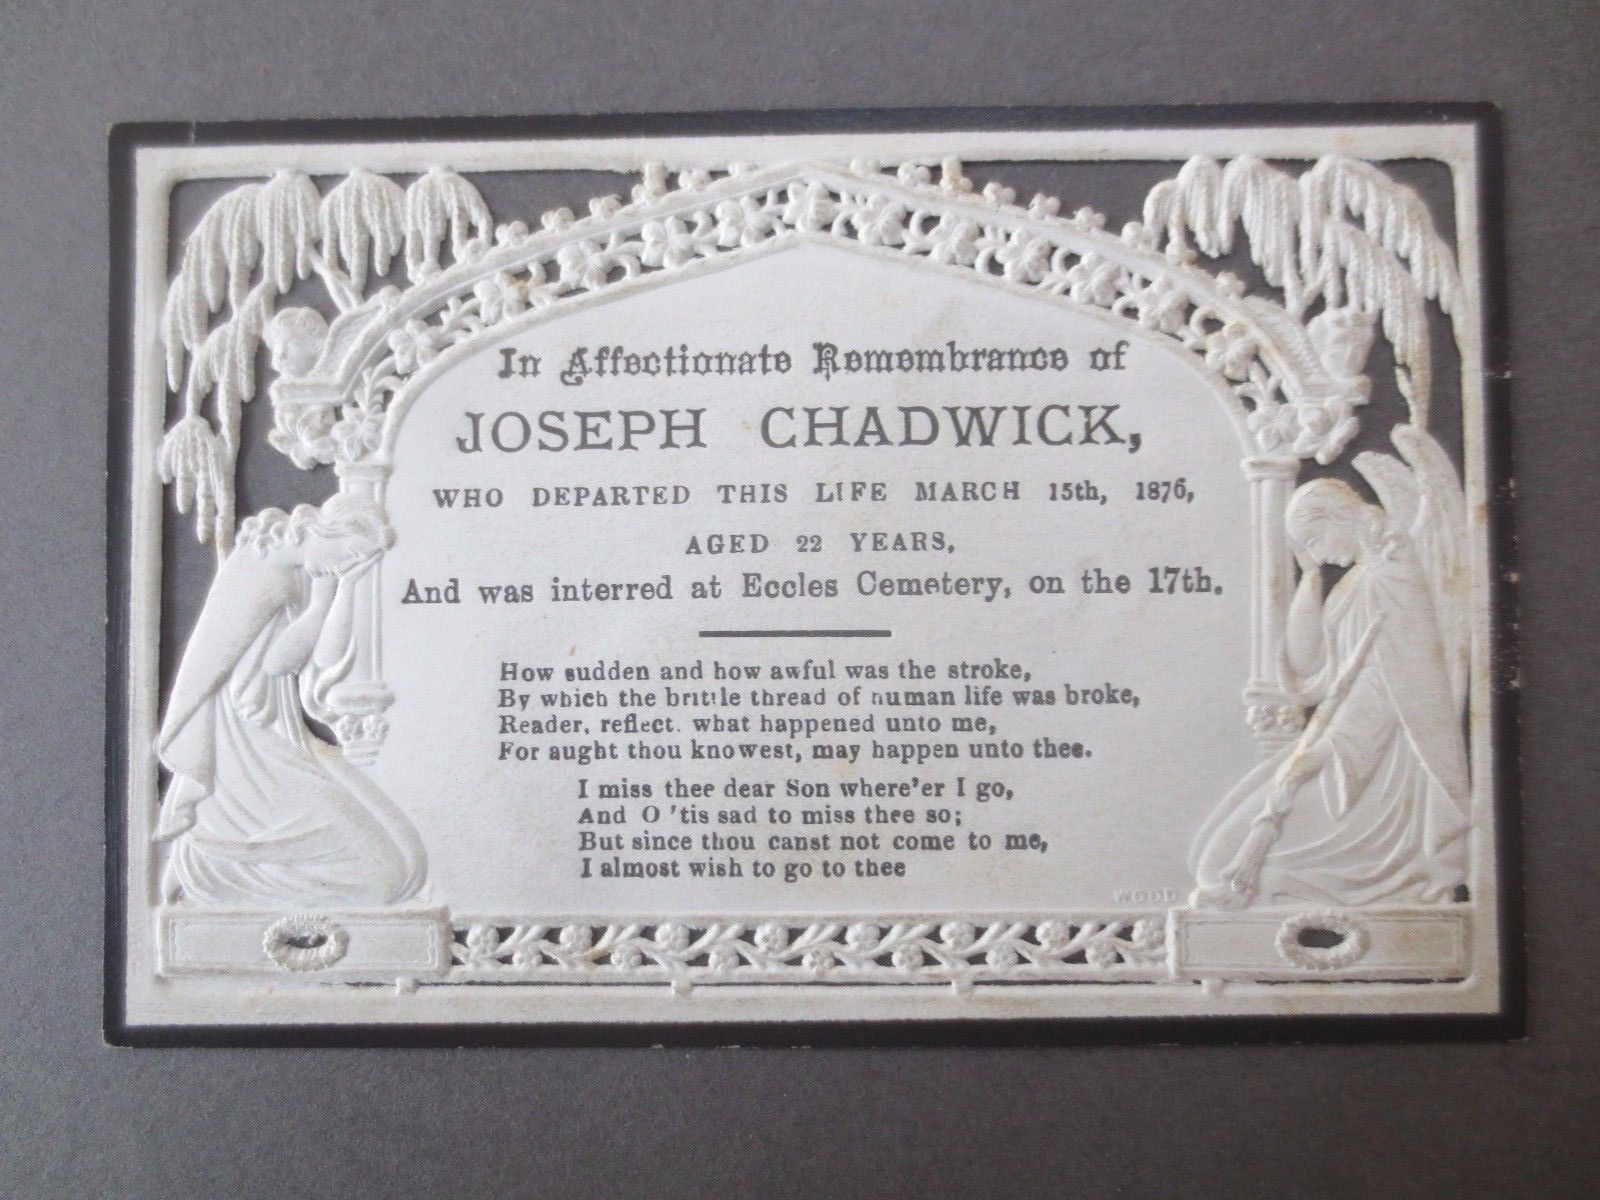 In Affectionate Remembrance of
JOSEPH CHADWICK,
WHO DEPARTED THIS LIFE MARCH 15th, 1876,
AGED 22 YEARS,
And was interred at Eccles Cemetery, on the 17th.
How sudden and how awful was the stroke,
By which the brittle thread of human life was broke,
Reader, reflect. what happened unto me,
For aught thou knowest, may happen unto thee.
I miss thee dear Son where'er I go,
And O 'tis sad to miss thee so;
But since thou canst not come to me,
I almost wish to go to thee
WOOD